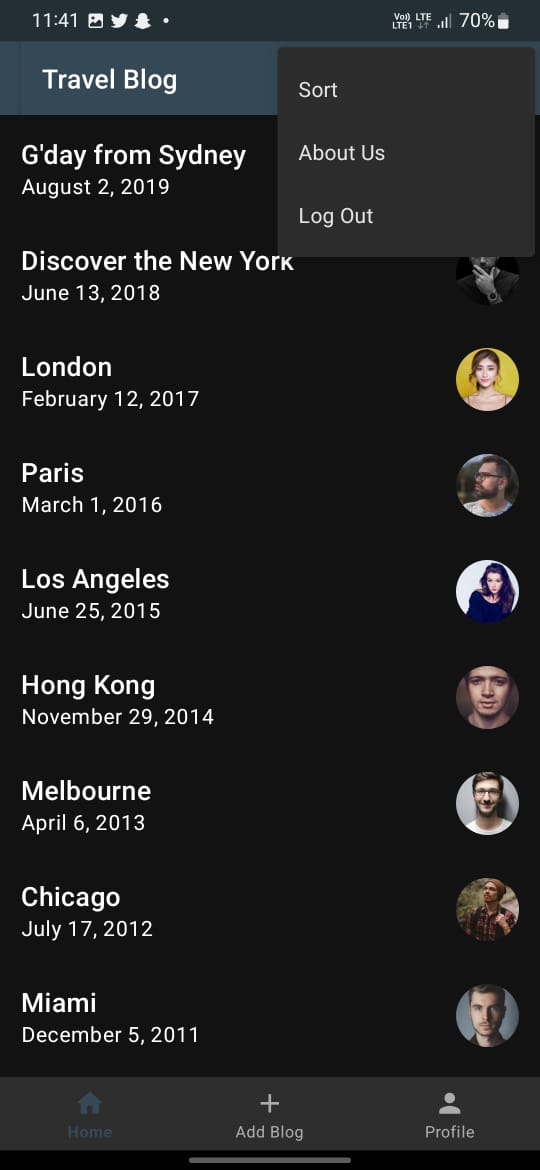 11:41
Vo)) LTE
LTE1
70%
Travel Blog
Sort
About Us
Log Out
G'day from Sydney
August 2, 2019
Discover the New York
June 13, 2018
London
February 12, 2017
Paris
March 1, 2016
Los Angeles
June 25, 2015
Hong Kong
November 29, 2014
Melbourne
April 6, 2013
Chicago
July 17, 2012
Miami
December 5, 2011
Home
Add Blog
Profile